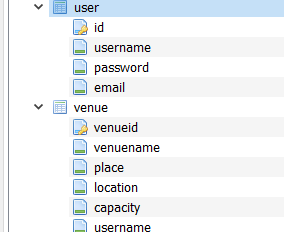 user
id
username
password
email
venue
venueid
venuename
place
location
capacity
username